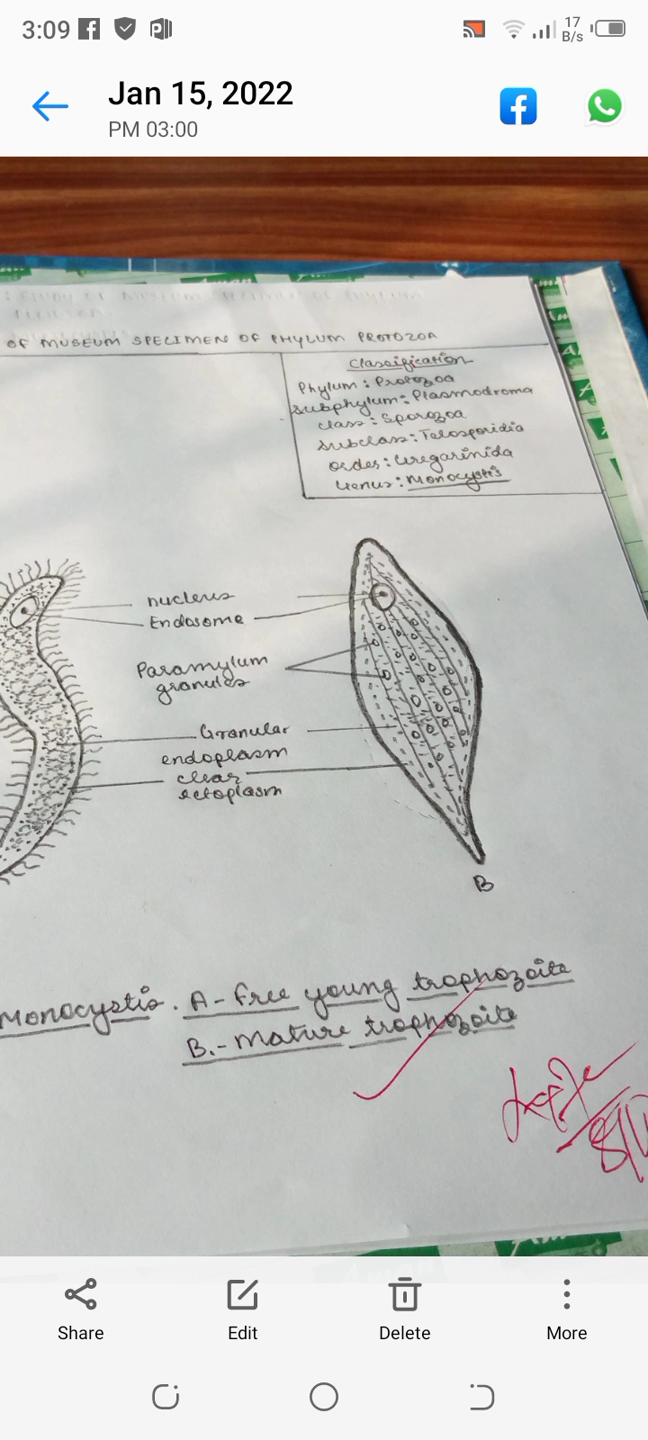 3:09
17
B/s
Jan 15, 2022
PM 03:00
OF MUSEUM SPECIMEN OF PHYLUM PROTOZOA
Classification
Phylum : Protozoa
Subphylum : Plasmodroma
class : Sporozoa
subclass : Telosporidia
order : Gregarinida
Genus : Monocystis
nucleus
Endosome
Paramylum
granules
Granular
endoplasm
clear
ectoplasm
B
Monocystis. A - Free young trophozoite
B. - Mature trophozoite
Share
Edit
Delete
More